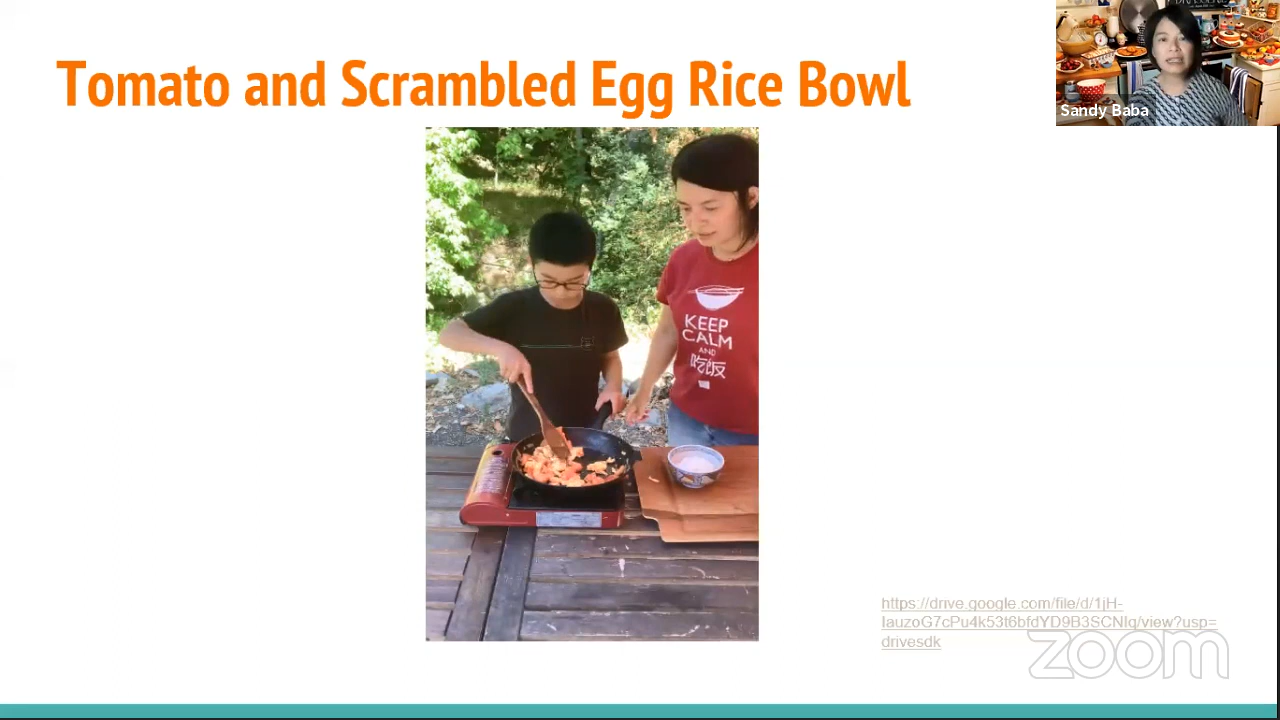 Tomato and Scrambled Egg Rice Bowl
Sandy Baba
KEEP
CALM
AND
吃饭
https://drive.google.com/file/d/1jH-
IauzoG7cPu4k53t6bfdYD9B3SCNIq/view?usp=
drivesdk
zoom